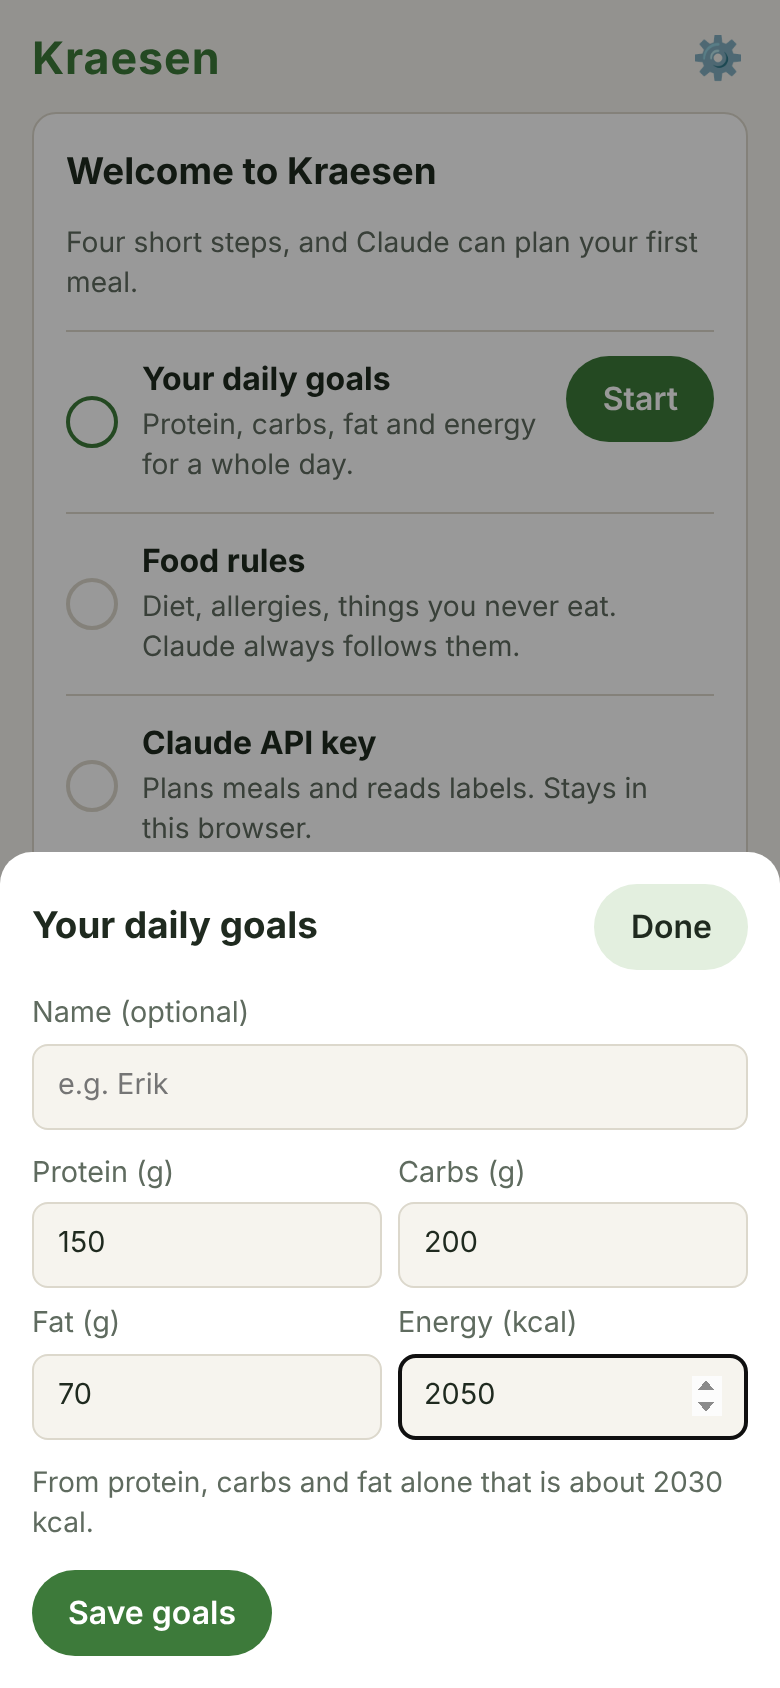 Kraesen
Welcome to Kraesen
Four short steps, and Claude can plan your first
meal.
Your daily goals
Protein, carbs, fat and energy
for a whole day.
Start
Food rules
Diet, allergies, things you never eat.
Claude always follows them.
Claude API key
Plans meals and reads labels. Stays in
this browser.
Your daily goals
Done
Name (optional)
e.g. Erik
Protein (g)
Carbs (g)
150
200
Fat (g)
Energy (kcal)
70
2050
From protein, carbs and fat alone that is about 2030
kcal.
Save goals